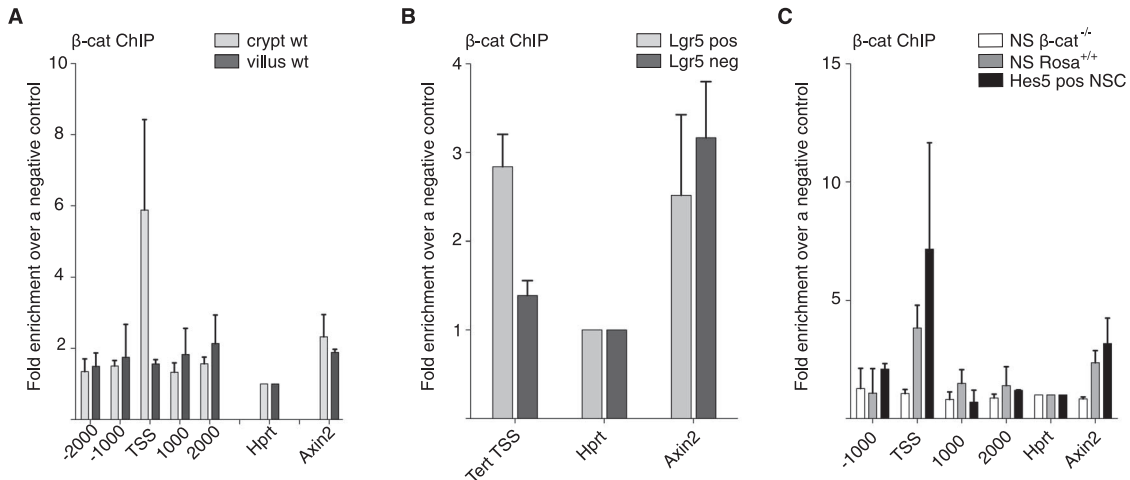 A
β-cat ChIP
crypt wt
villus wt
Fold enrichment over a negative control
10
8
6
4
2
-2000
-1000
TSS
1000
2000
Hprt
Axin2
B
β-cat ChIP
Lgr5 pos
Lgr5 neg
Fold enrichment over a negative control
4
3
2
1
Tert TSS
Hprt
Axin2
C
β-cat ChIP
NS β-cat -/-
NS Rosa+/+
Hes5 pos NSC
Fold enrichment over a negative control
15
10
5
-1000
TSS
1000
2000
Hprt
Axin2